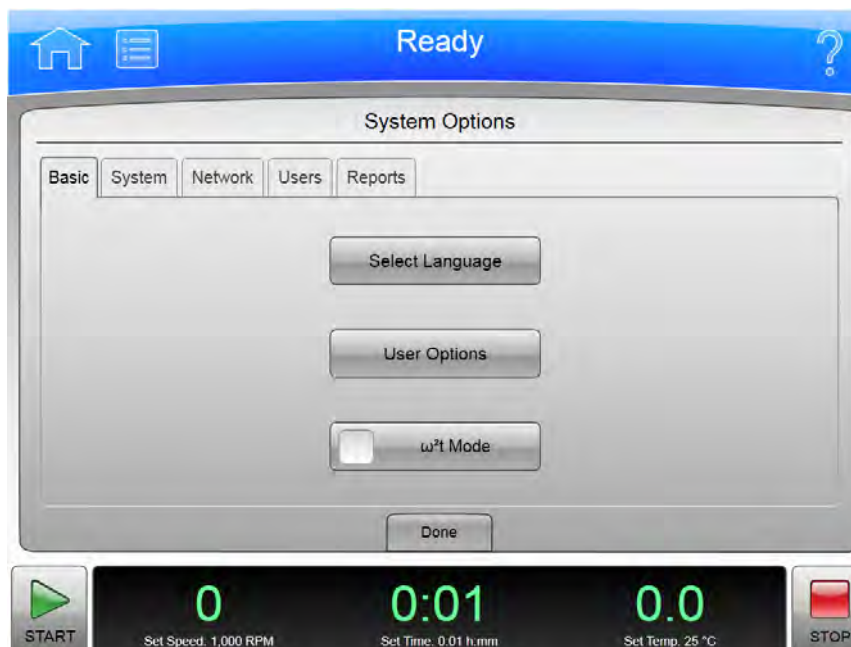 Ready
?
System Options
Basic System Network Users Reports
Select Language
User Options
ω²t Mode
Done
START
0 0:01 0.0
Set Speed. 1,000 RPM Set Time. 0:01 h:mm Set Temp. 25 °C
STOP